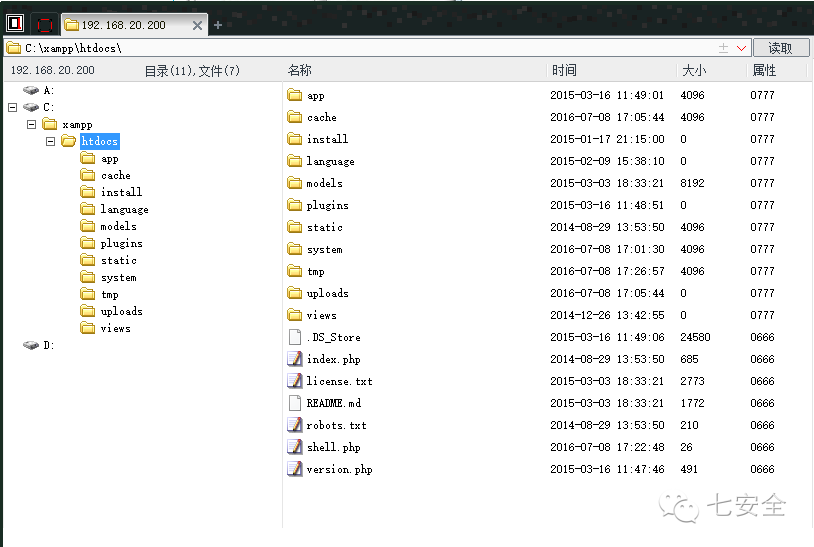 192.168.20.200
C:\xampp\htdocs\ 读取
192.168.20.200 目录(11),文件(7) 名称 时间 大小 属性
A:
C:
xampp
htdocs
app
cache
install
language
models
plugins
static
system
tmp
uploads
views
D:
app 2015-03-16 11:49:01 4096 0777
cache 2016-07-08 17:05:44 4096 0777
install 2015-01-17 21:15:00 0 0777
language 2015-02-09 15:38:10 0 0777
models 2015-03-03 18:33:21 8192 0777
plugins 2015-03-16 11:48:51 0 0777
static 2014-08-29 13:53:50 4096 0777
system 2016-07-08 17:01:30 4096 0777
tmp 2016-07-08 17:26:57 4096 0777
uploads 2016-07-08 17:05:44 0 0777
views 2014-12-26 13:42:55 0 0777
.DS_Store 2015-03-16 11:49:06 24580 0666
index.php 2014-08-29 13:53:50 685 0666
license.txt 2015-03-03 18:33:21 2773 0666
README.md 2015-03-03 18:33:21 1772 0666
robots.txt 2014-08-29 13:53:50 210 0666
shell.php 2016-07-08 17:22:48 26 0666
version.php 2015-03-16 11:47:46 491 0666
七安全